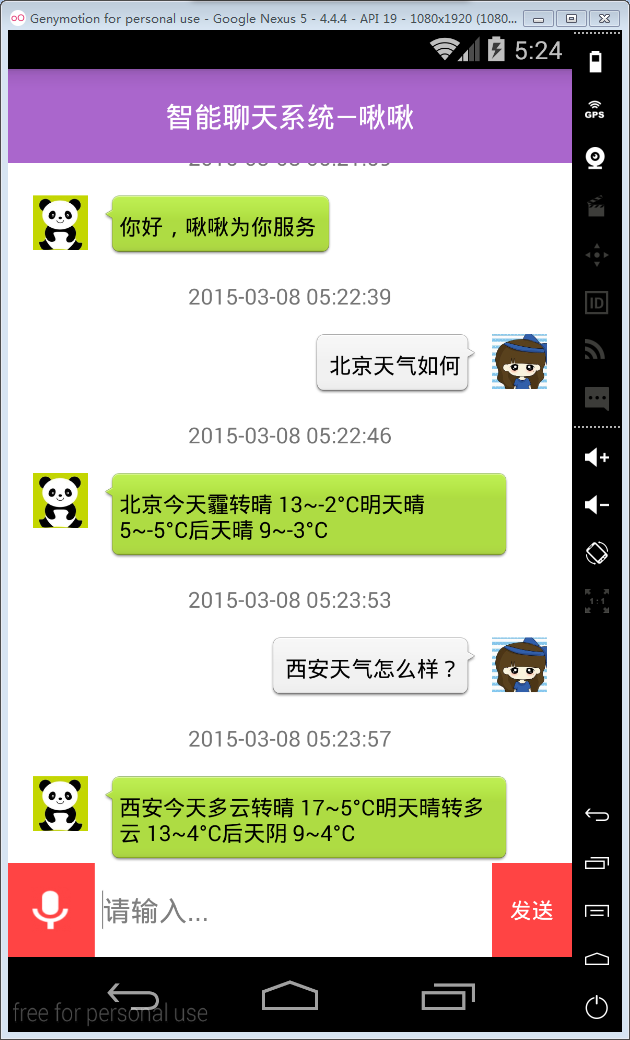 Genymotion for personal use - Google Nexus 5 - 4.4.4 - API 19 - 1080x1920 (1080...
5:24
智能聊天系统—啾啾
GPS
你好，啾啾为你服务
2015-03-08 05:22:39
北京天气如何
ID
2015-03-08 05:22:46
北京今天霾转晴 13~-2°C明天晴
5~-5°C后天晴 9~-3°C
2015-03-08 05:23:53
1:1
西安天气怎么样？
2015-03-08 05:23:57
西安今天多云转晴 17~5°C明天晴转多
云 13~4°C后天阴 9~4°C
请输入...
发送
free for personal use